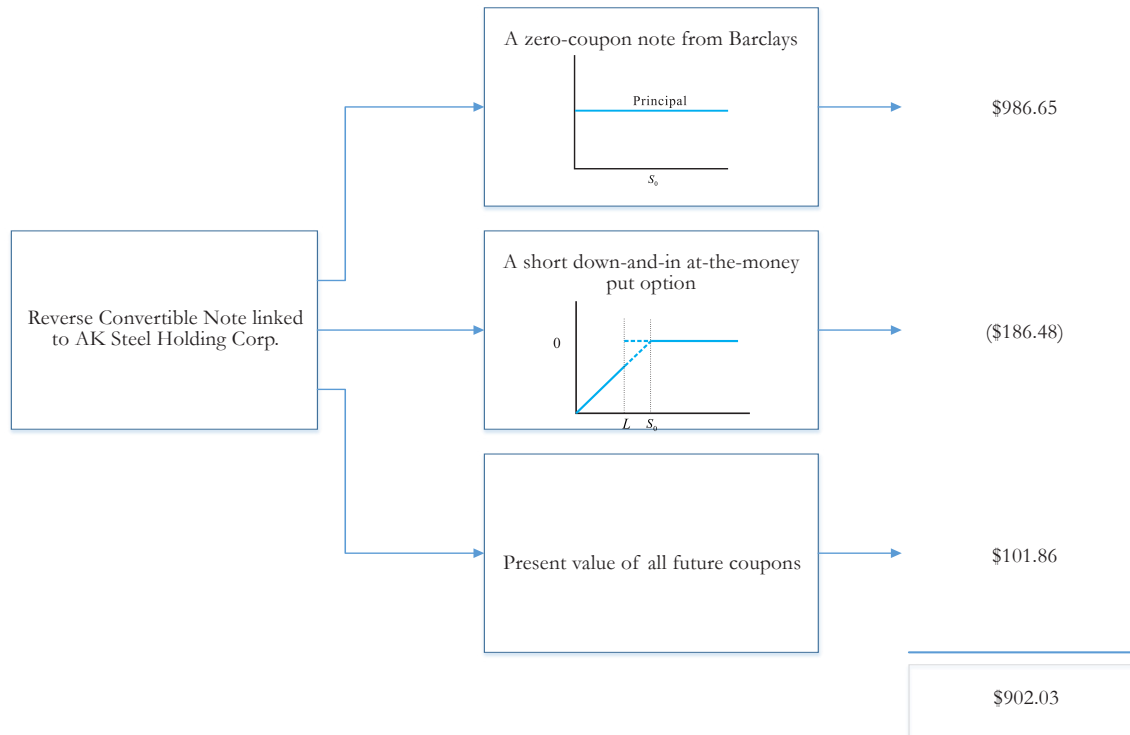 A zero-coupon note from Barclays
Principal
S₀
$986.65
Reverse Convertible Note linked
to AK Steel Holding Corp.
A short down-and-in at-the-money
put option
0
L S₀
($186.48)
Present value of all future coupons
$101.86
$902.03